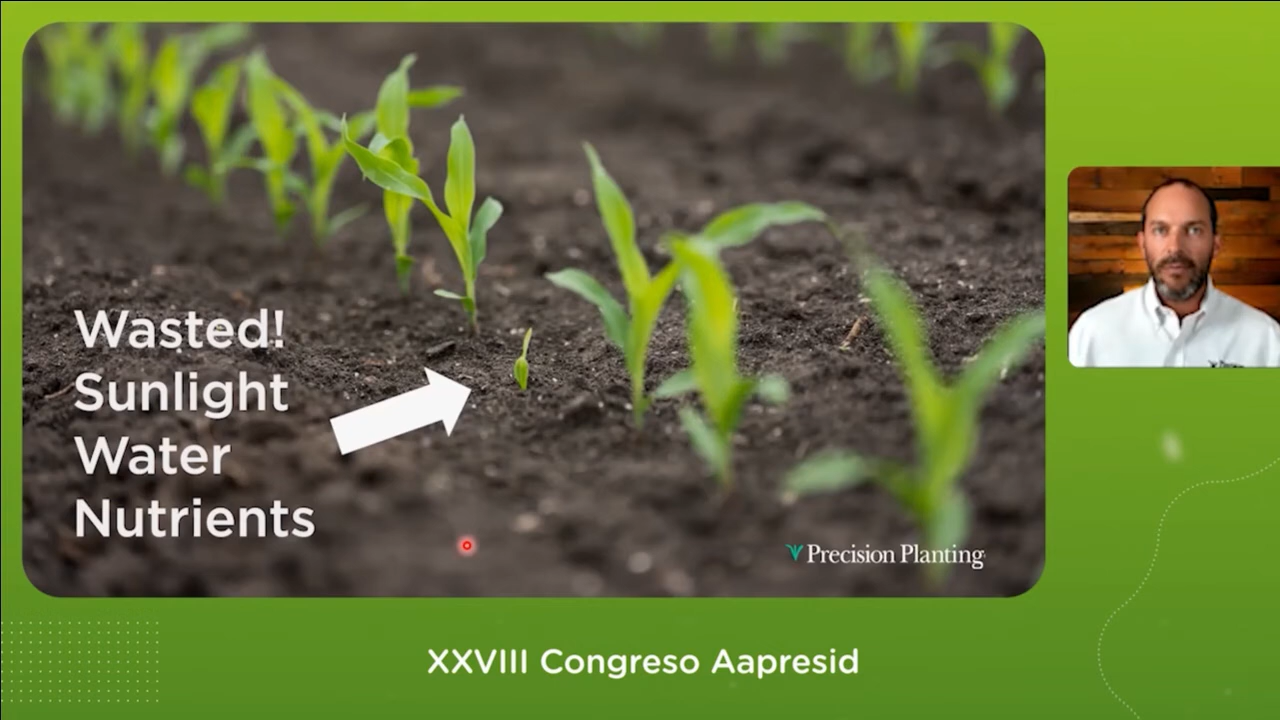 Wasted!
Sunlight
Water
Nutrients
Precision Planting
XXVIII Congreso Aapresid